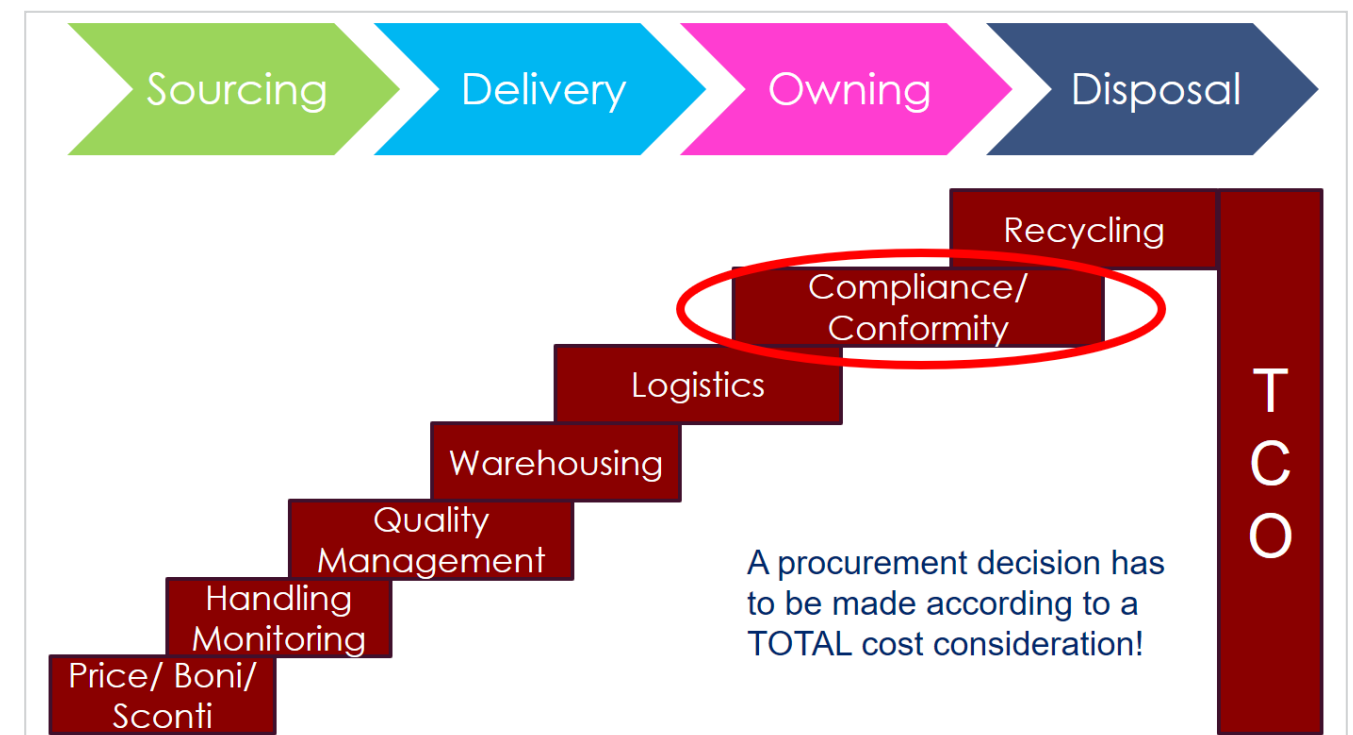 Sourcing
Delivery
Owning
Disposal
Recycling
Compliance/
Conformity
Logistics
Warehousing
Quality
Management
Handling
Monitoring
Price/ Boni/
Sconti
T
C
O
A procurement decision has
to be made according to a
TOTAL cost consideration!